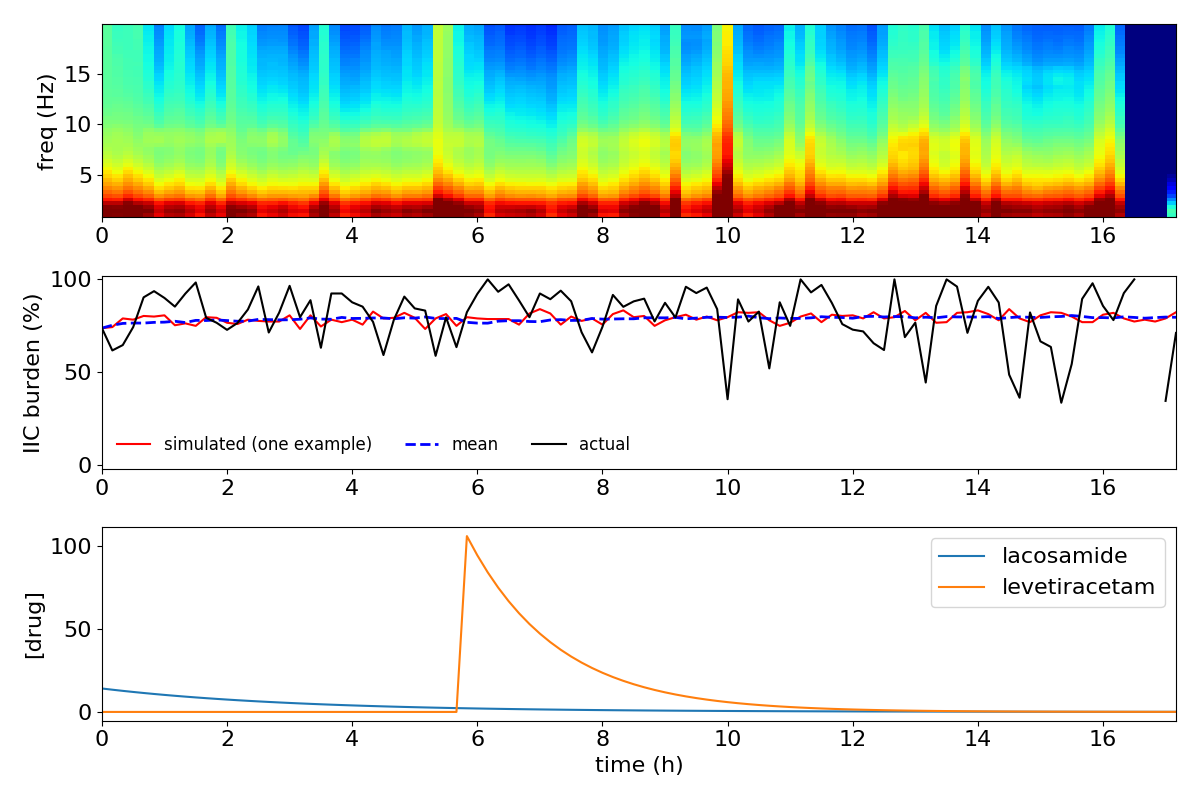 freq (Hz)
15
10
5
0 2 4 6 8 10 12 14 16
IIC burden (%)
100
50
0
simulated (one example) mean actual
0 2 4 6 8 10 12 14 16
[drug]
100
50
0
lacosamide
levetiracetam
0 2 4 6 8 10 12 14 16
time (h)